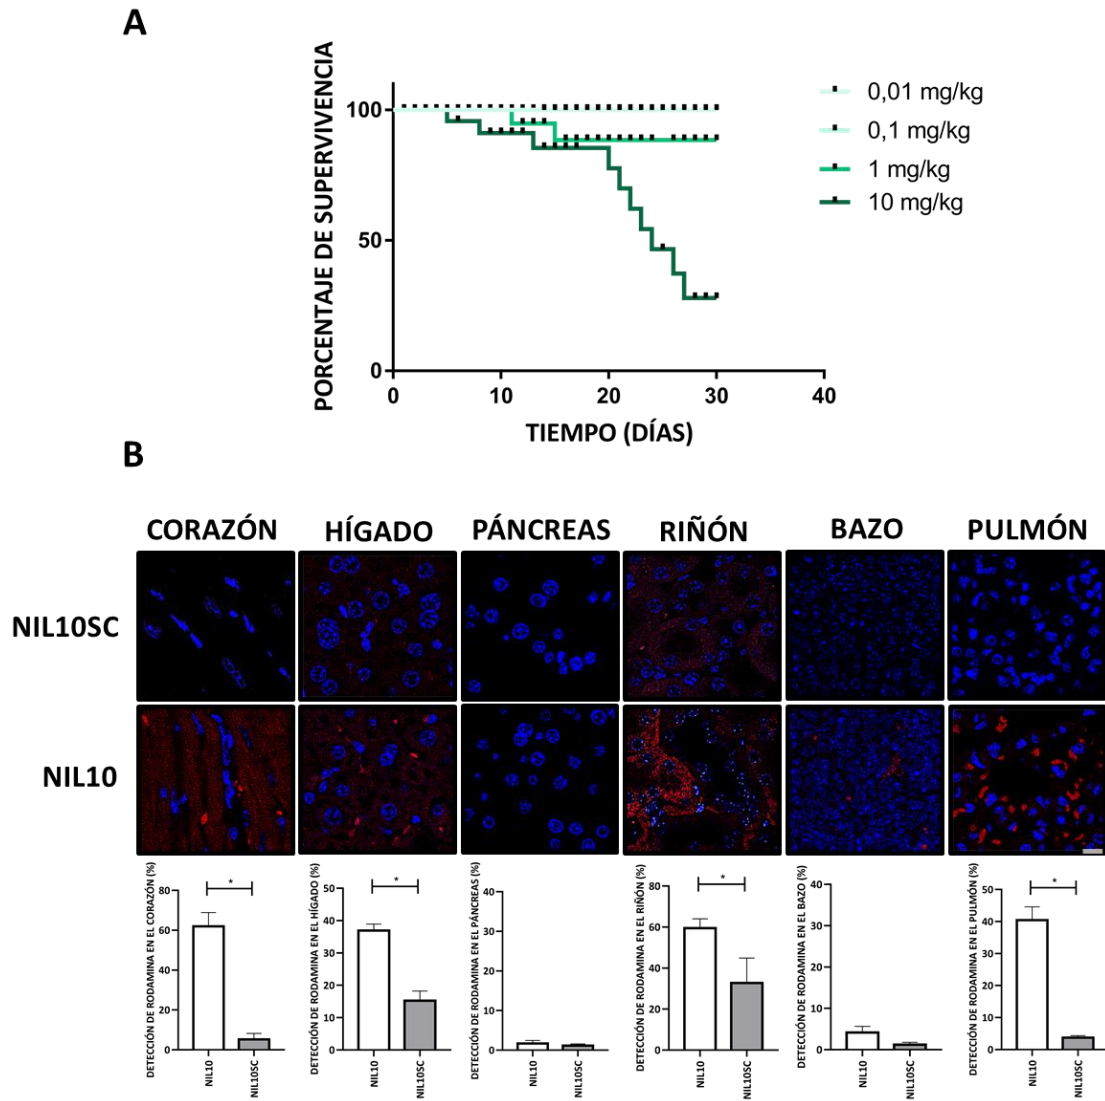 A
PORCENTAJE DE SUPERVIVENCIA
100
50
0
0
10
20
30
40
TIEMPO (DÍAS)
0,01 mg/kg
0,1 mg/kg
1 mg/kg
10 mg/kg
B
CORAZÓN
HÍGADO
PÁNCREAS
RIÑÓN
BAZO
PULMÓN
NIL10SC
NIL10
DETECCIÓN DE RODAMINA EN EL CORAZÓN (%)
80
60
40
20
0
*
NIL10
NIL10SC
DETECCIÓN DE RODAMINA EN EL HÍGADO (%)
50
40
30
20
10
0
*
NIL10
NIL10SC
DETECCIÓN DE RODAMINA EN EL PÁNCREAS (%)
40
30
20
10
0
NIL10
NIL10SC
DETECCIÓN DE RODAMINA EN EL RIÑÓN (%)
80
60
40
20
0
*
NIL10
NIL10SC
DETECCIÓN DE RODAMINA EN EL BAZO (%)
40
30
20
10
0
NIL10
NIL10SC
DETECCIÓN DE RODAMINA EN EL PULMÓN (%)
50
40
30
20
10
0
*
NIL10
NIL10SC